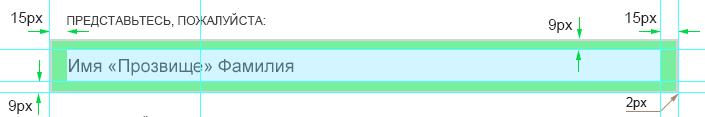 15px
ПРЕДСТАВЬТЕСЬ, ПОЖАЛУЙСТА:
9px
15px
Имя «Прозвище» Фамилия
9px
2px